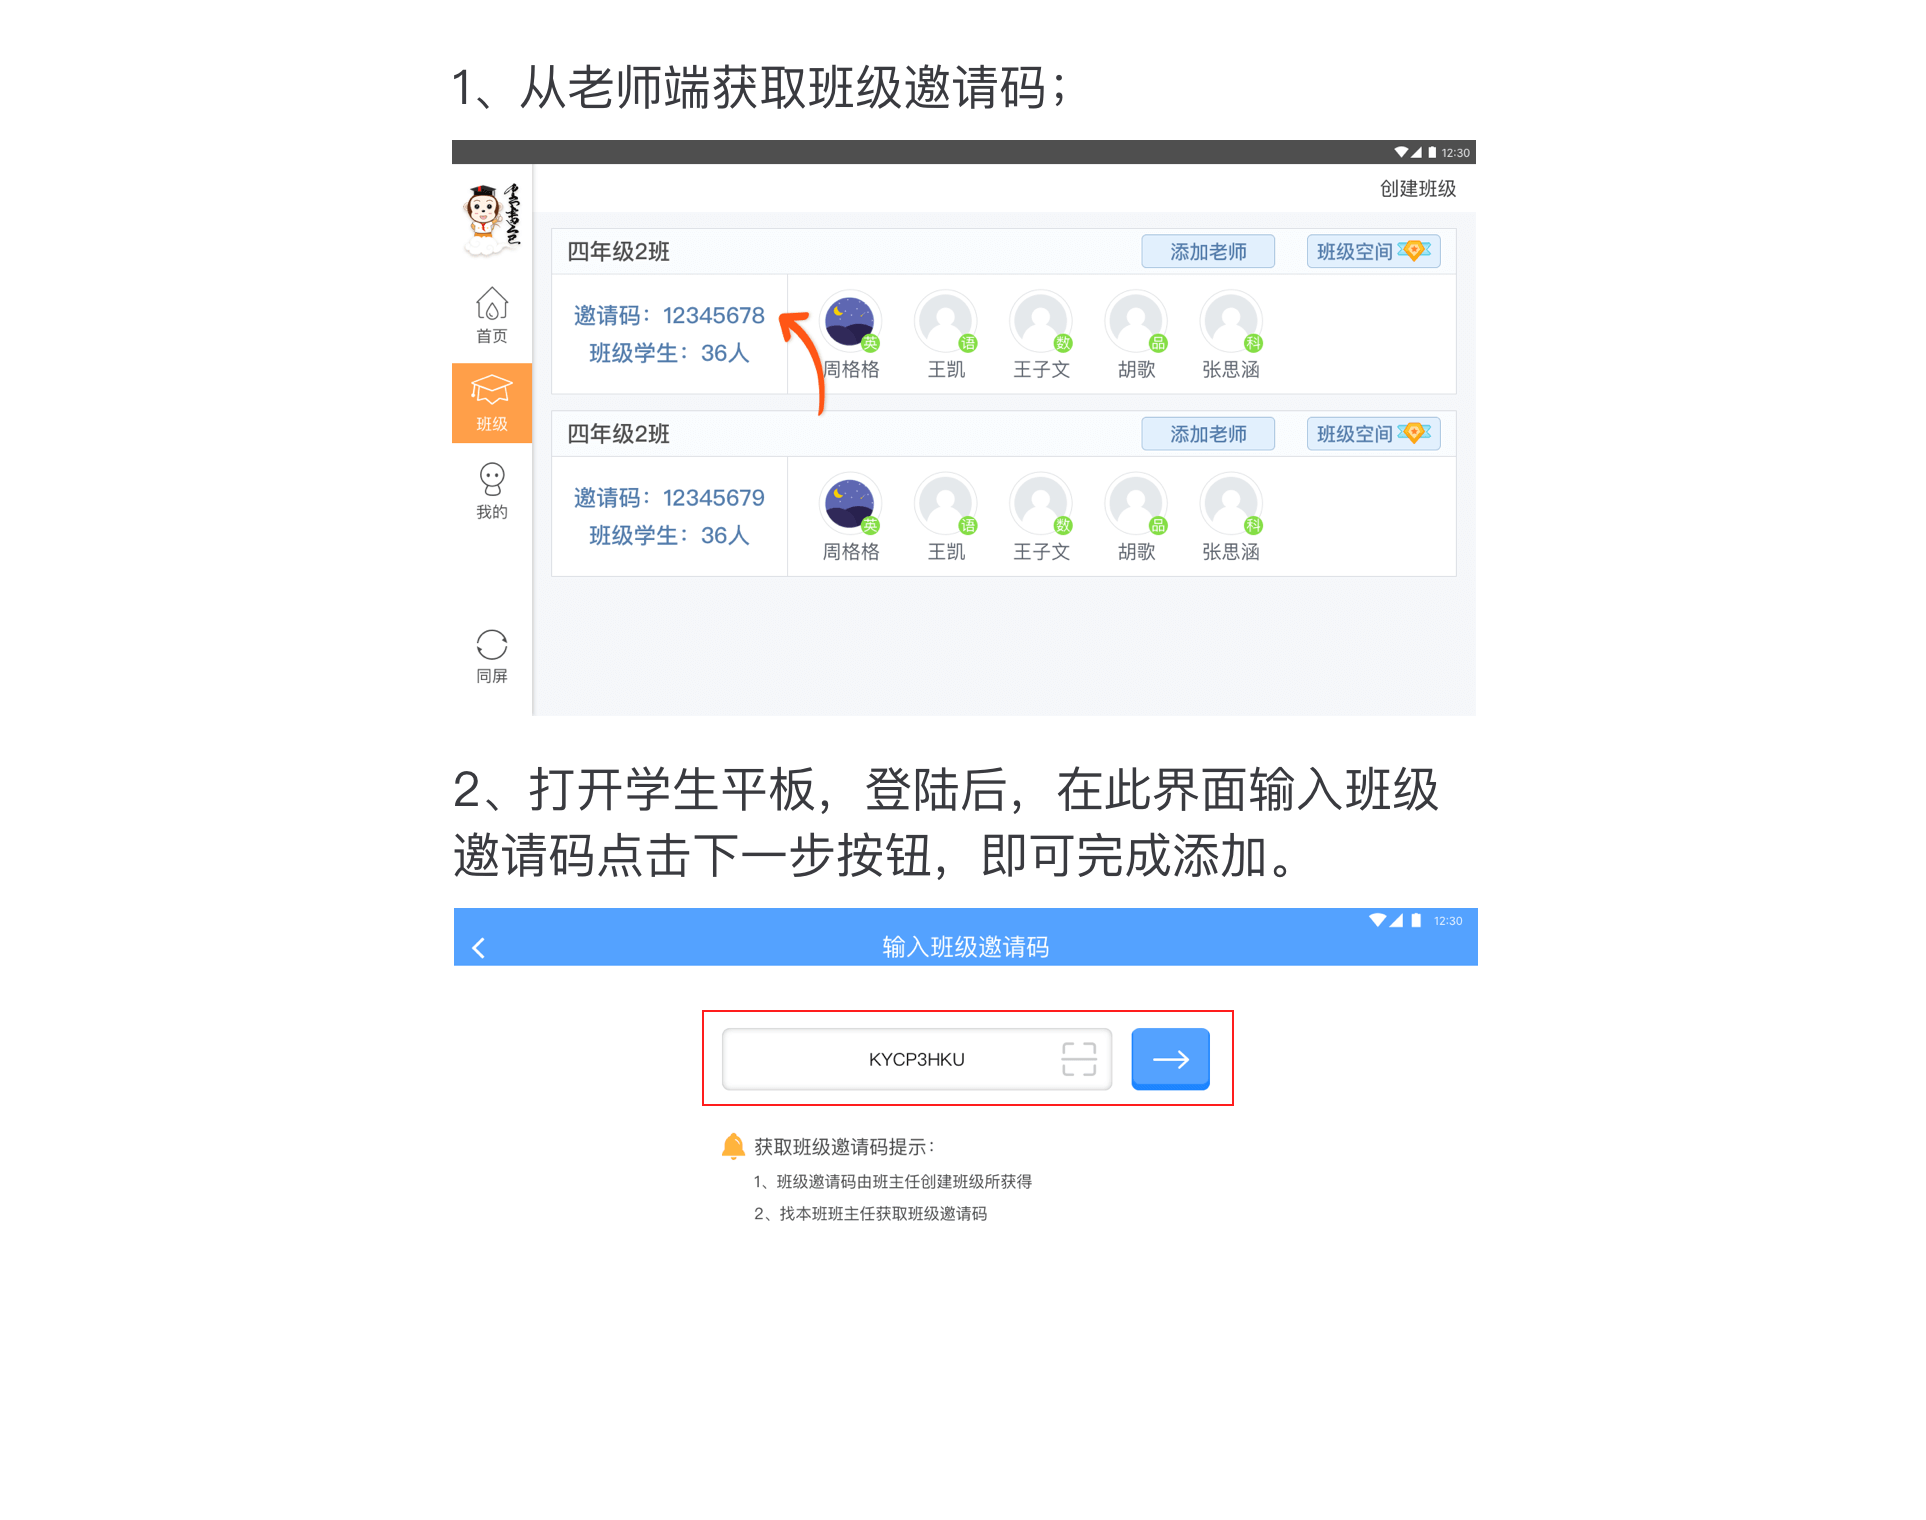 1、从老师端获取班级邀请码；
12:30
创建班级
四年级2班
添加老师
班级空间
首页
邀请码：12345678
班级学生：36人
英
语
数
品
科
周格格
王凯
王子文
胡歌
张思涵
班级
四年级2班
添加老师
班级空间
我的
邀请码：12345679
班级学生：36人
英
语
数
品
科
周格格
王凯
王子文
胡歌
张思涵
同屏
2、打开学生平板，登陆后，在此界面输入班级
邀请码点击下一步按钮，即可完成添加。
12:30
输入班级邀请码
KYCP3HKU
获取班级邀请码提示：
1、班级邀请码由班主任创建班级所获得
2、找本班班主任获取班级邀请码